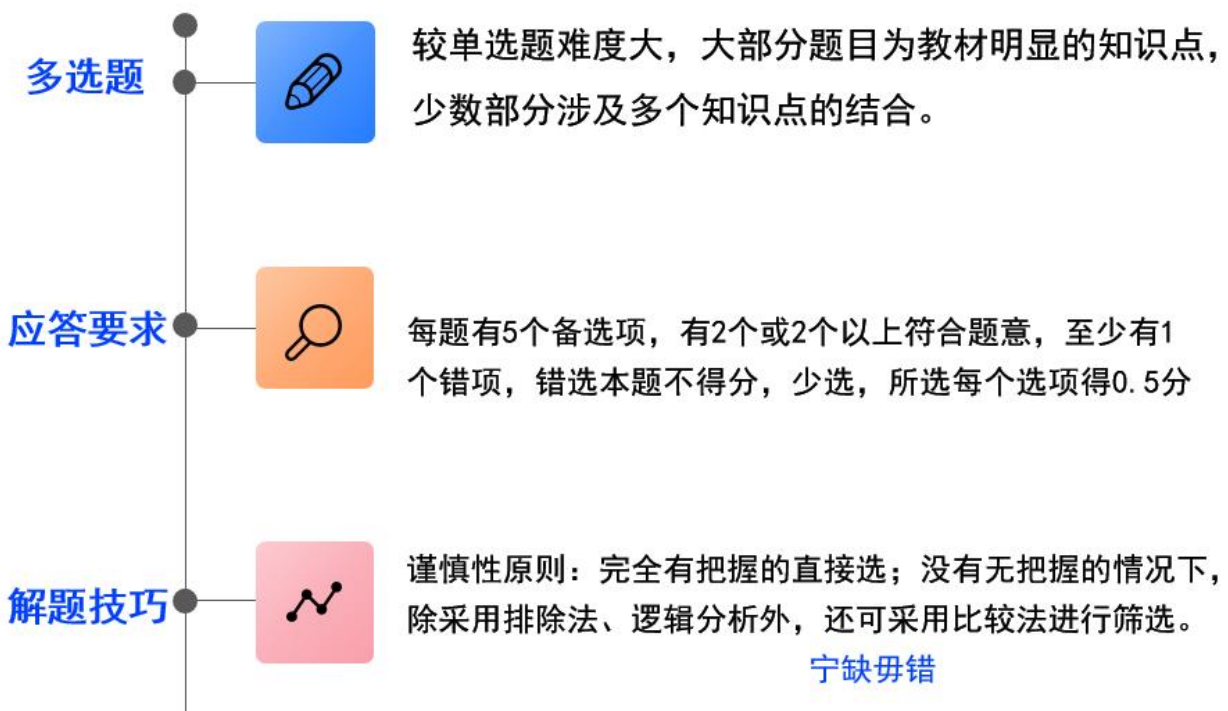 多选题
较单选题难度大，大部分题目为教材明显的知识点，
少数部分涉及多个知识点的结合。
应答要求
每题有5个备选项，有2个或2个以上符合题意，至少有1
个错项，错选本题不得分，少选，所选每个选项得0.5分
解题技巧
谨慎性原则：完全有把握的直接选；没有无把握的情况下，
除采用排除法、逻辑分析外，还可采用比较法进行筛选。
宁缺毋错